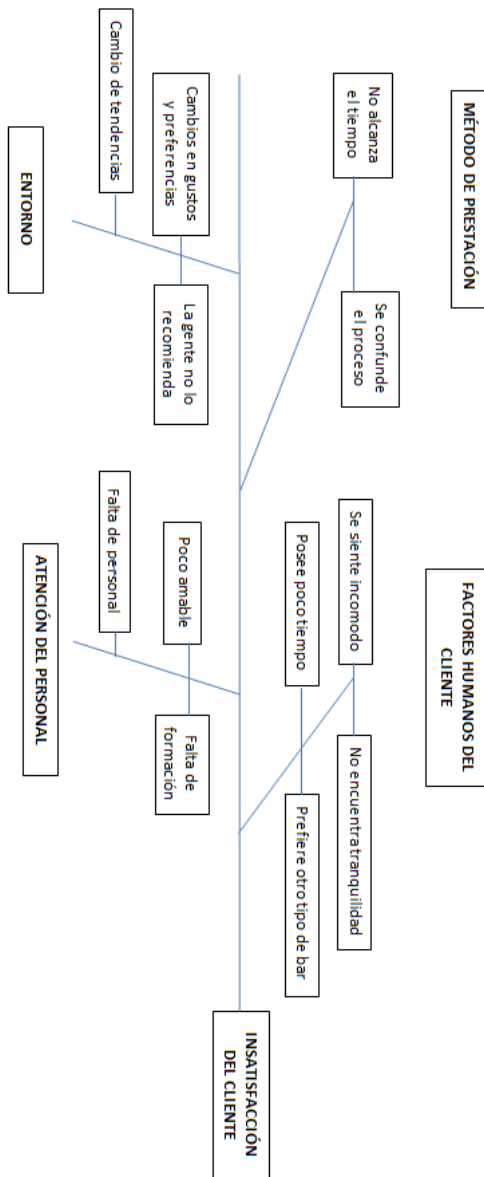 MÉTODO DE PRESTACIÓN
FACTORES HUMANOS DEL
CLIENTE
No alcanza
el tiempo
Se confunde
el proceso
Se siente incomodo
No encuentra tranquilidad
Posee poco tiempo
Prefiere otro tipo de bar
INSATISFACCIÓN
DEL CLIENTE
Cambios en gustos
y preferencias
La gente no lo
recomienda
Poco amable
Falta de
formación
Cambio de tendencias
Falta de personal
ENTORNO
ATENCIÓN DEL PERSONAL